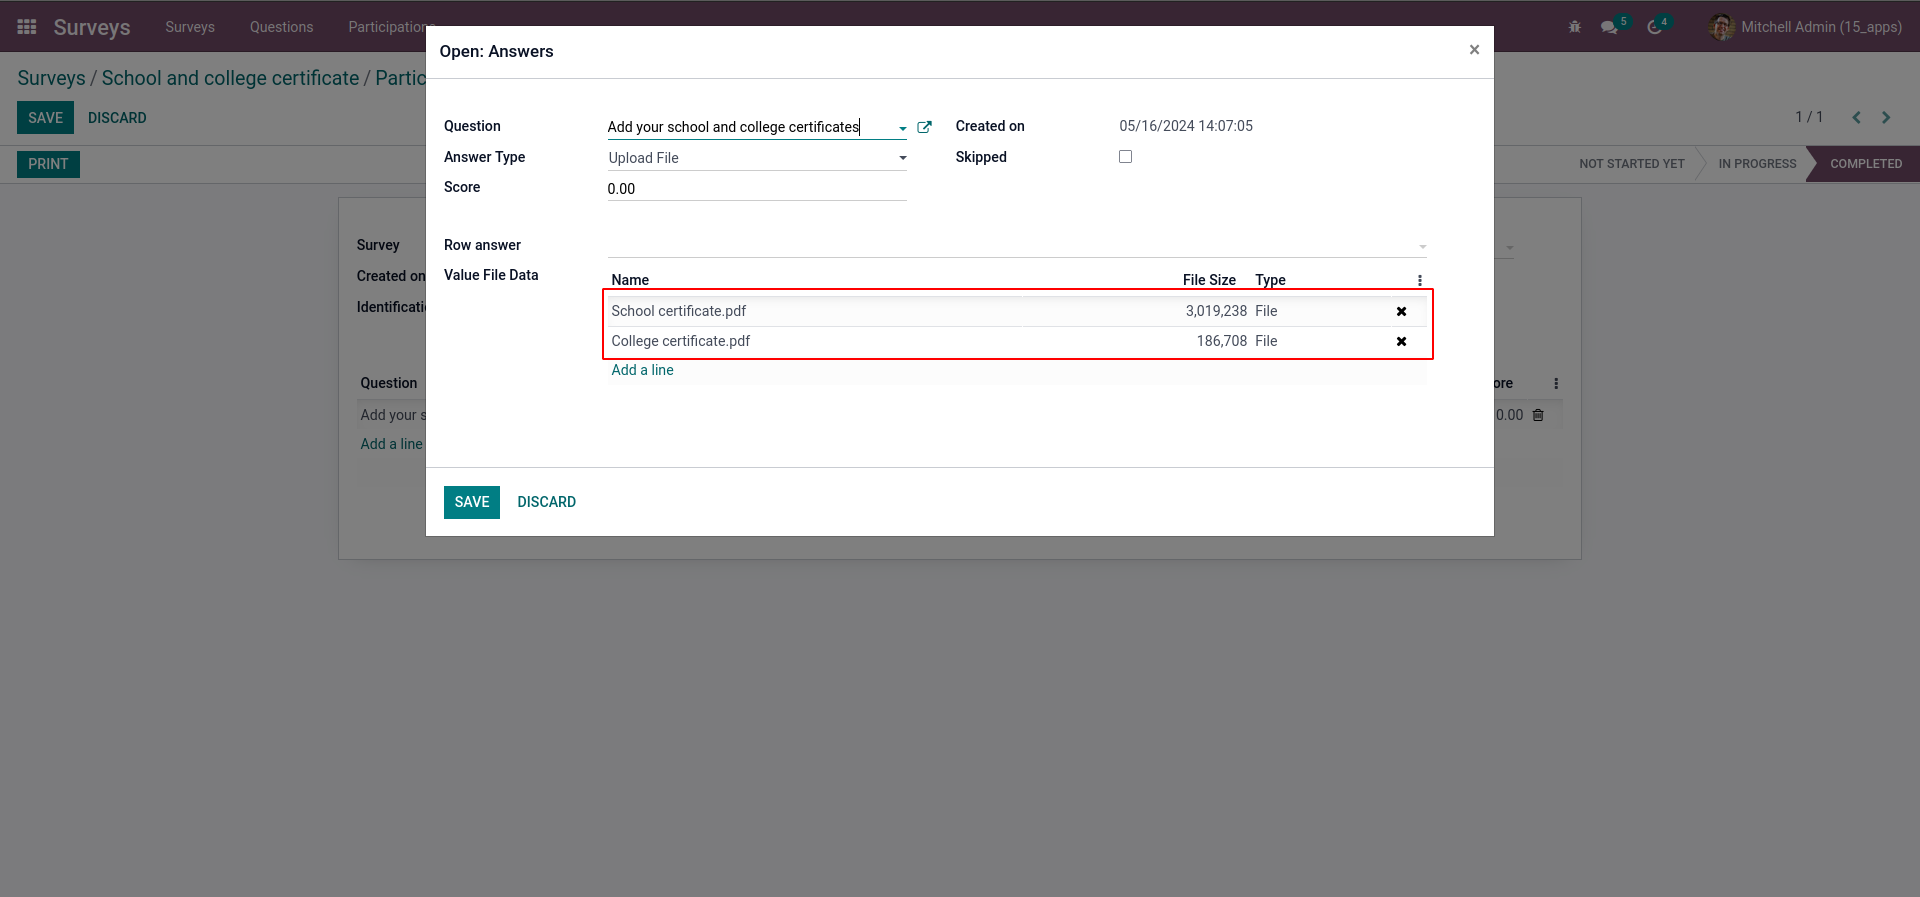 Surveys Surveys Questions Participation 5 4 Mitchell Admin (15_apps)
Open: Answers ×
Surveys / School and college certificate / Partic
SAVE DISCARD 1 / 1
PRINT NOT STARTED YET IN PROGRESS COMPLETED
Question Add your school and college certificates Created on 05/16/2024 14:07:05
Answer Type Upload File Skipped
Score 0.00
Survey
Created on
Identificatio
Row answer
Value File Data Name File Size Type
School certificate.pdf 3,019,238 File
College certificate.pdf 186,708 File
Add a line
Question ore
Add your s 0.00
Add a line
SAVE DISCARD